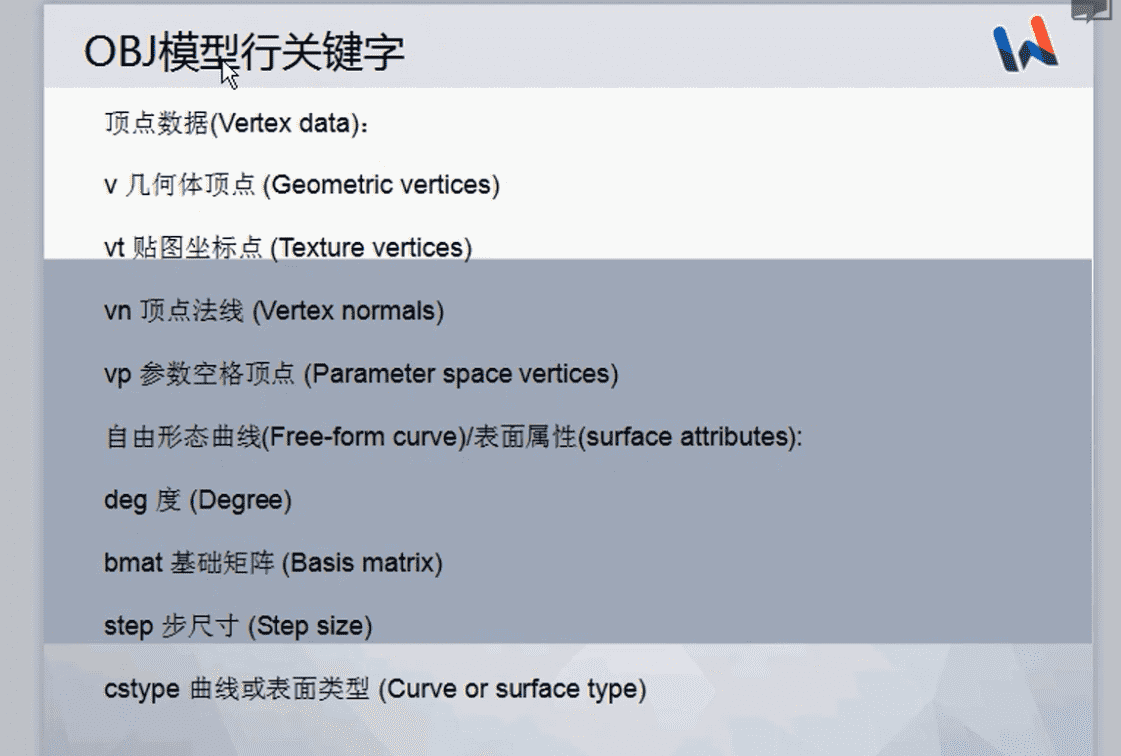 OBJ模型行关键字
顶点数据(Vertex data)：
v 几何体顶点 (Geometric vertices)
vt 贴图坐标点 (Texture vertices)
vn 顶点法线 (Vertex normals)
vp 参数空格顶点 (Parameter space vertices)
自由形态曲线(Free-form curve)/表面属性(surface attributes):
deg 度 (Degree)
bmat 基础矩阵 (Basis matrix)
step 步尺寸 (Step size)
cstype 曲线或表面类型 (Curve or surface type)